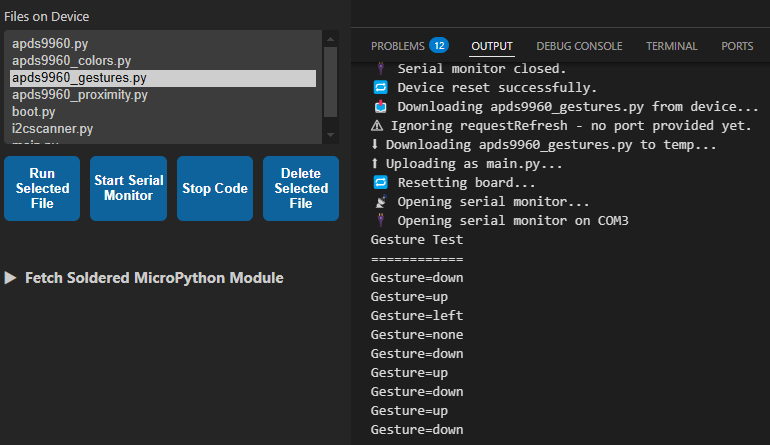 Files on Device
apds9960.py
apds9960_colors.py
apds9960_gestures.py
apds9960_proximity.py
boot.py
i2cscanner.py
main.py
Run Selected File
Start Serial Monitor
Stop Code
Delete Selected File
▶ Fetch Soldered MicroPython Module
PROBLEMS 12 OUTPUT DEBUG CONSOLE TERMINAL PORTS
Serial monitor closed.
🔁 Device reset successfully.
📥 Downloading apds9960_gestures.py from device...
⚠ Ignoring requestRefresh - no port provided yet.
⬇ Downloading apds9960_gestures.py to temp...
⬆ Uploading as main.py...
🔁 Resetting board...
📡 Opening serial monitor...
Opening serial monitor on COM3
Gesture Test
============
Gesture=down
Gesture=up
Gesture=left
Gesture=none
Gesture=down
Gesture=up
Gesture=down
Gesture=up
Gesture=down